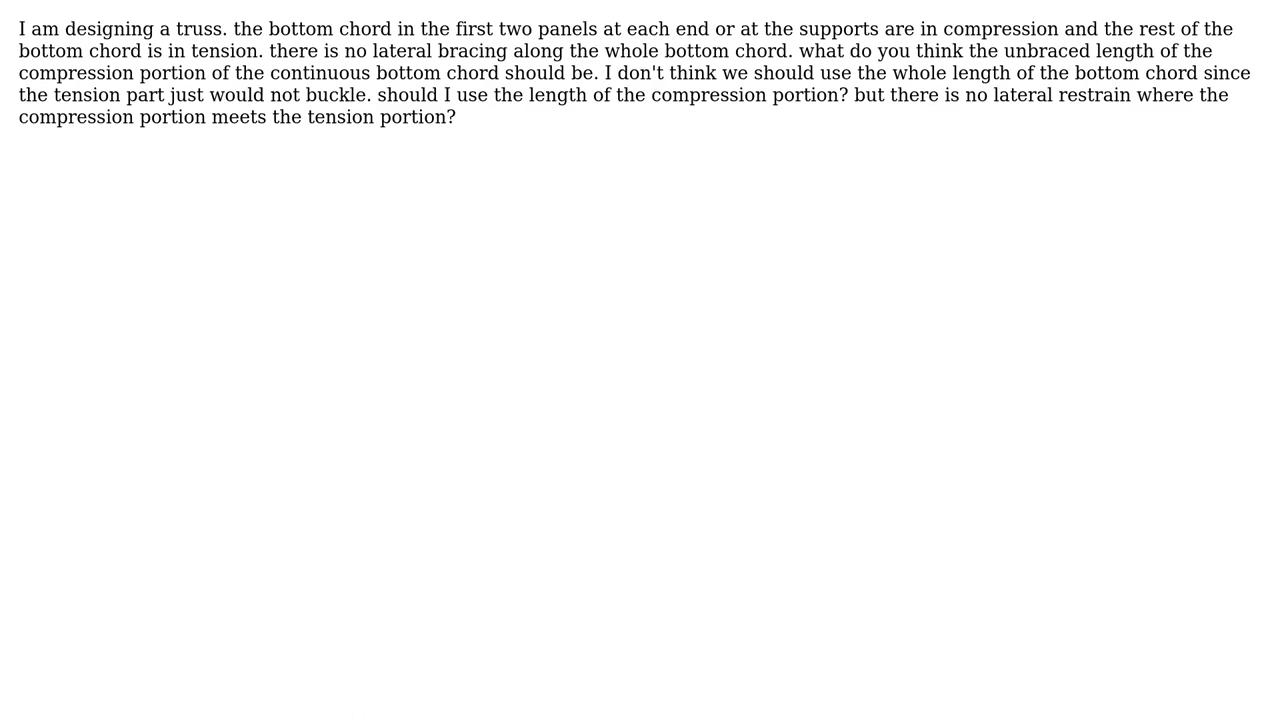 I am designing a truss. the bottom chord in the first two panels at each end or at the supports are in compression and the rest of the
bottom chord is in tension. there is no lateral bracing along the whole bottom chord. what do you think the unbraced length of the
compression portion of the continuous bottom chord should be. I don't think we should use the whole length of the bottom chord since
the tension part just would not buckle. should I use the length of the compression portion? but there is no lateral restrain where the
compression portion meets the tension portion?